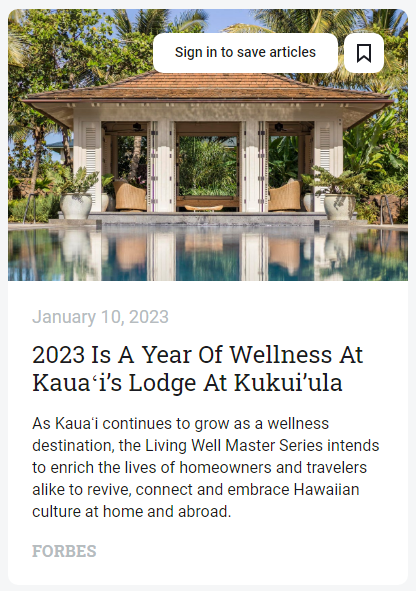 Sign in to save articles
January 10, 2023
2023 Is A Year Of Wellness At
Kauaʻi’s Lodge At Kukui’ula
As Kauaʻi continues to grow as a wellness
destination, the Living Well Master Series intends
to enrich the lives of homeowners and travelers
alike to revive, connect and embrace Hawaiian
culture at home and abroad.
FORBES